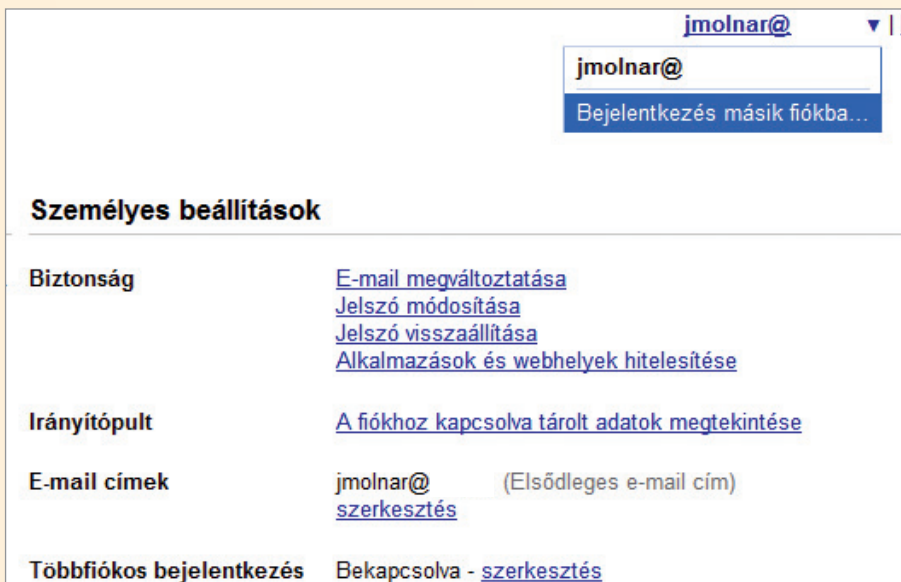 jmolnar@ ▼ |
jmolnar@
Bejelentkezés másik fiókba...
Személyes beállítások
Biztonság E-mail megváltoztatása
Jelszó módosítása
Jelszó visszaállítása
Alkalmazások és webhelyek hitelesítése
Irányítópult A fiókhoz kapcsolva tárolt adatok megtekintése
E-mail címek jmolnar@ (Elsődleges e-mail cím)
szerkesztés
Többfiókos bejelentkezés Bekapcsolva - szerkesztés